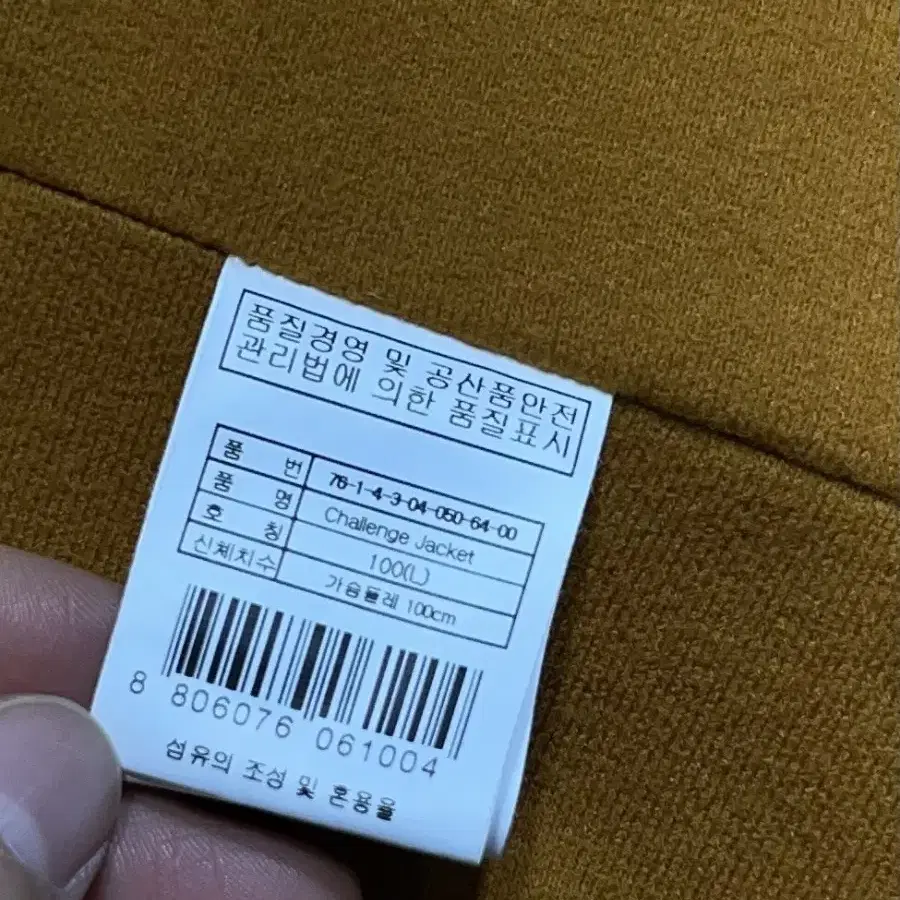 품질경영 및 공산품안전
관리법에 의한 품질표시
품 번 76-1-4-3-04-050-64-00
품 명 Challenge Jacket
호 칭 100(L)
신체치수 가슴둘레 100cm
8 806076 061004
섬유의 조성 및 혼용율